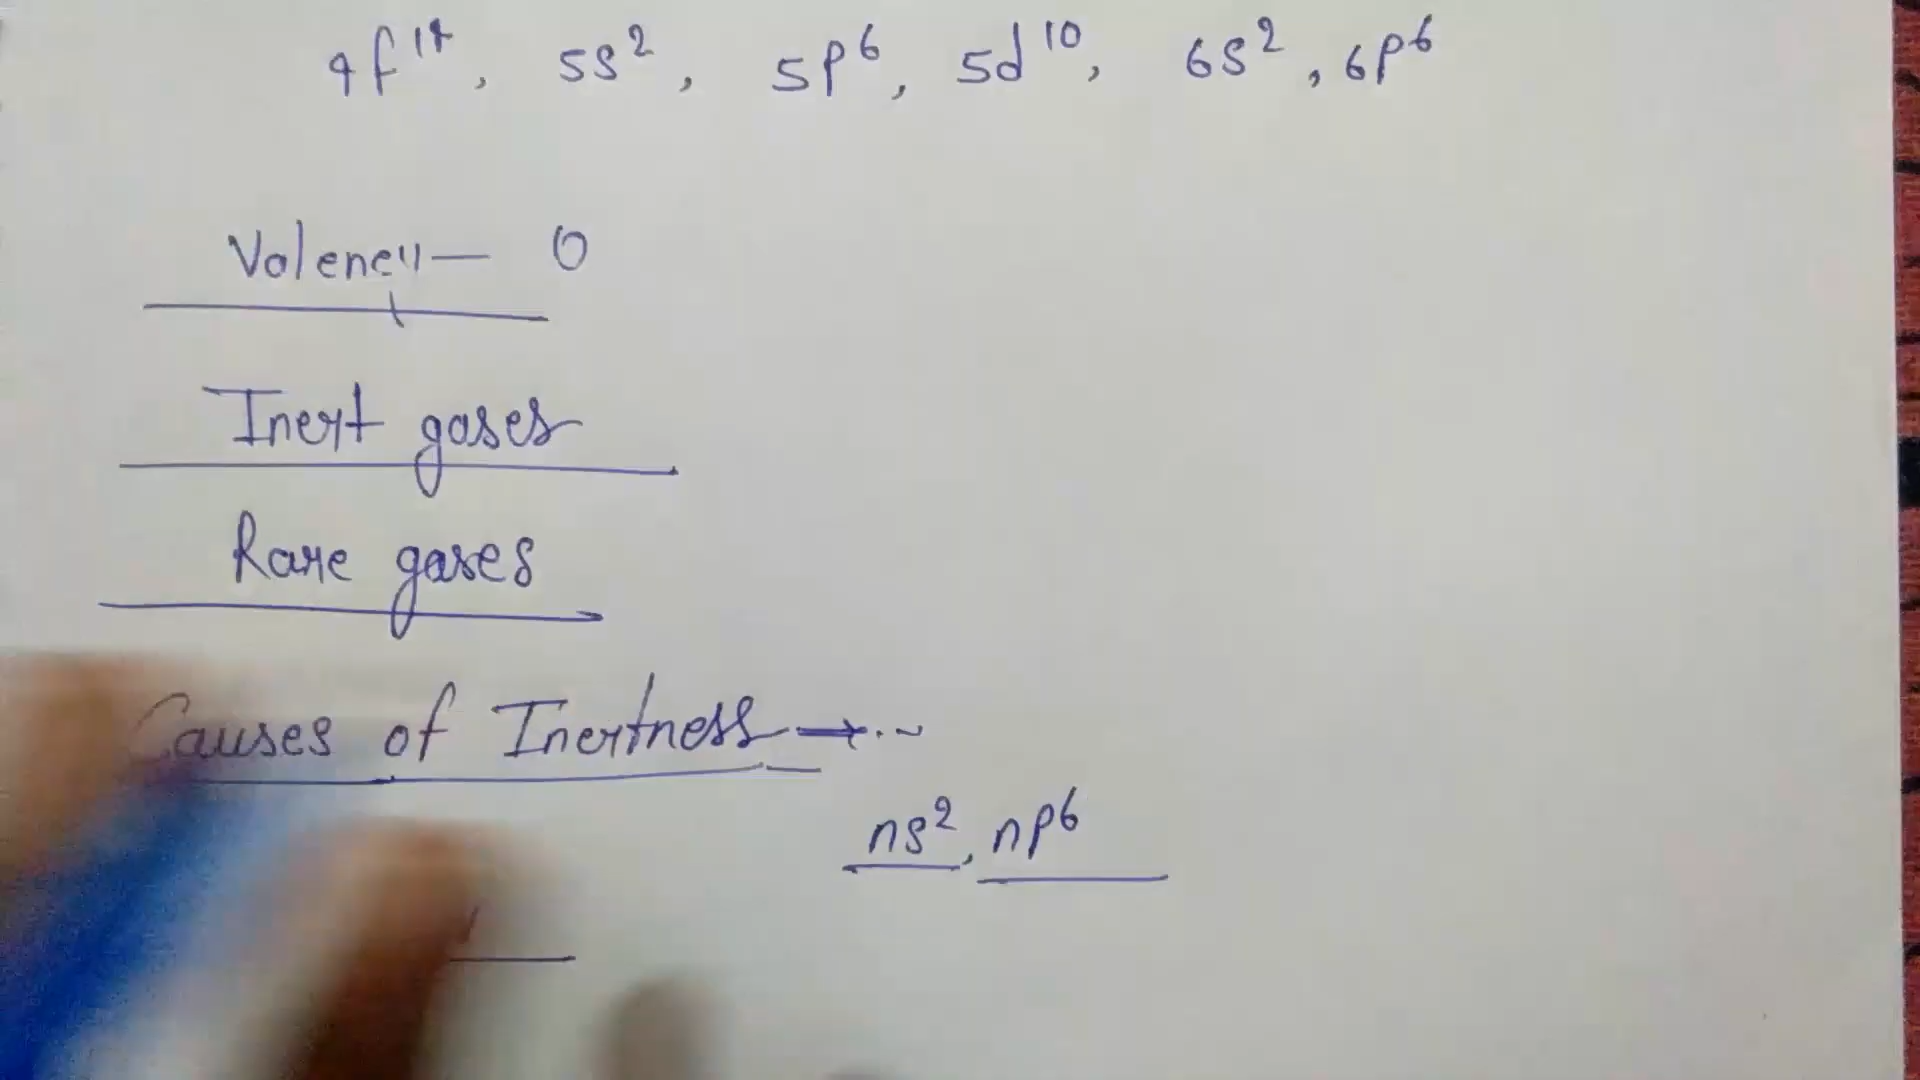 4f¹⁴, 5s², 5p⁶, 5d¹⁰, 6s², 6p⁶
Valency — 0
Inert gases
Rare gases
Causes of Inertness →
ns², np⁶